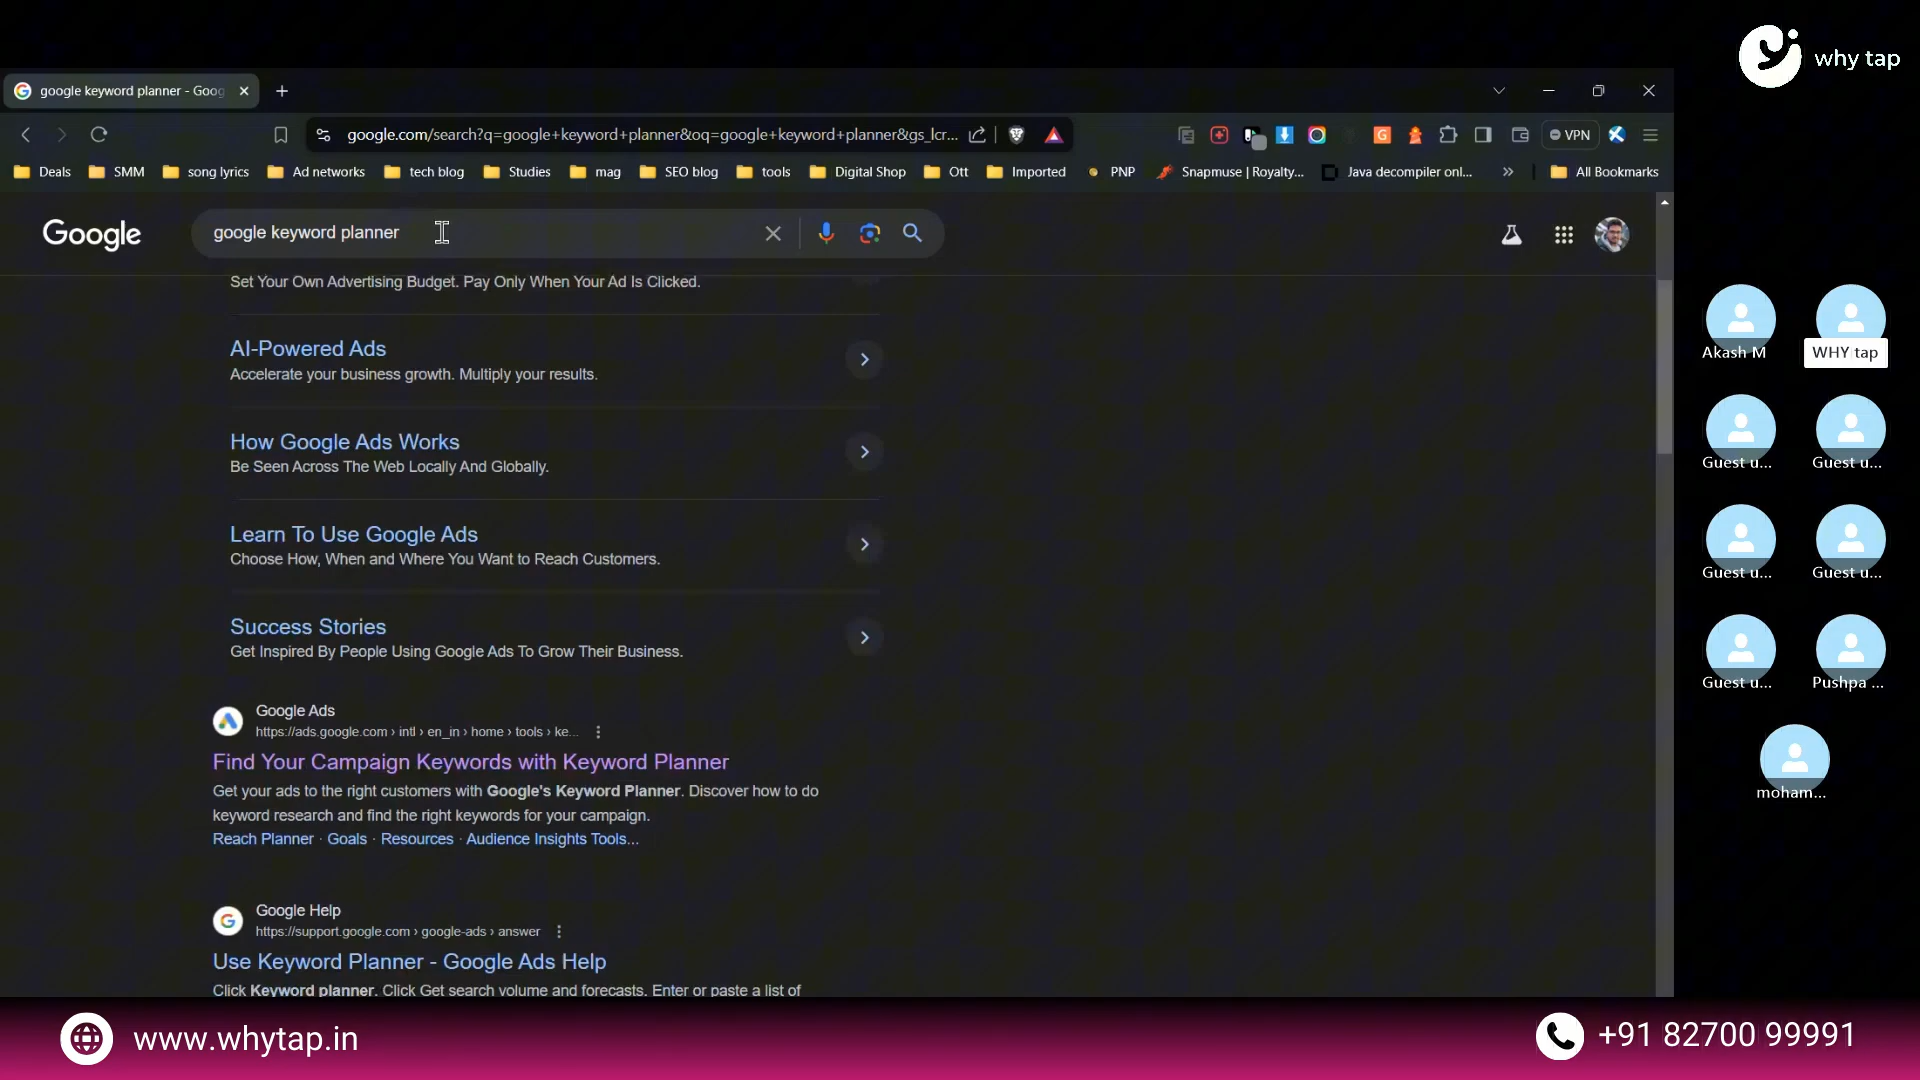 why tap
google keyword planner - Goog
google.com/search?q=google+keyword+planner&oq=google+keyword+planner&gs_lcr...
VPN
Deals
SMM
song lyrics
Ad networks
tech blog
Studies
mag
SEO blog
tools
Digital Shop
Ott
Imported
PNP
Snapmuse | Royalty...
Java decompiler onl...
»
All Bookmarks
Google
google keyword planner
Set Your Own Advertising Budget. Pay Only When Your Ad Is Clicked.
AI-Powered Ads
Accelerate your business growth. Multiply your results.
How Google Ads Works
Be Seen Across The Web Locally And Globally.
Learn To Use Google Ads
Choose How, When and Where You Want to Reach Customers.
Success Stories
Get Inspired By People Using Google Ads To Grow Their Business.
Google Ads
https://ads.google.com › intl › en_in › home › tools › ke...
Find Your Campaign Keywords with Keyword Planner
Get your ads to the right customers with Google's Keyword Planner. Discover how to do
keyword research and find the right keywords for your campaign.
Reach Planner · Goals · Resources · Audience Insights Tools...
Google Help
https://support.google.com › google-ads › answer
Use Keyword Planner - Google Ads Help
Click Keyword planner. Click Get search volume and forecasts. Enter or paste a list of
Akash M
WHY tap
Guest u...
Guest u...
Guest u...
Guest u...
Guest u...
Pushpa ...
moham...
www.whytap.in
+91 82700 99991